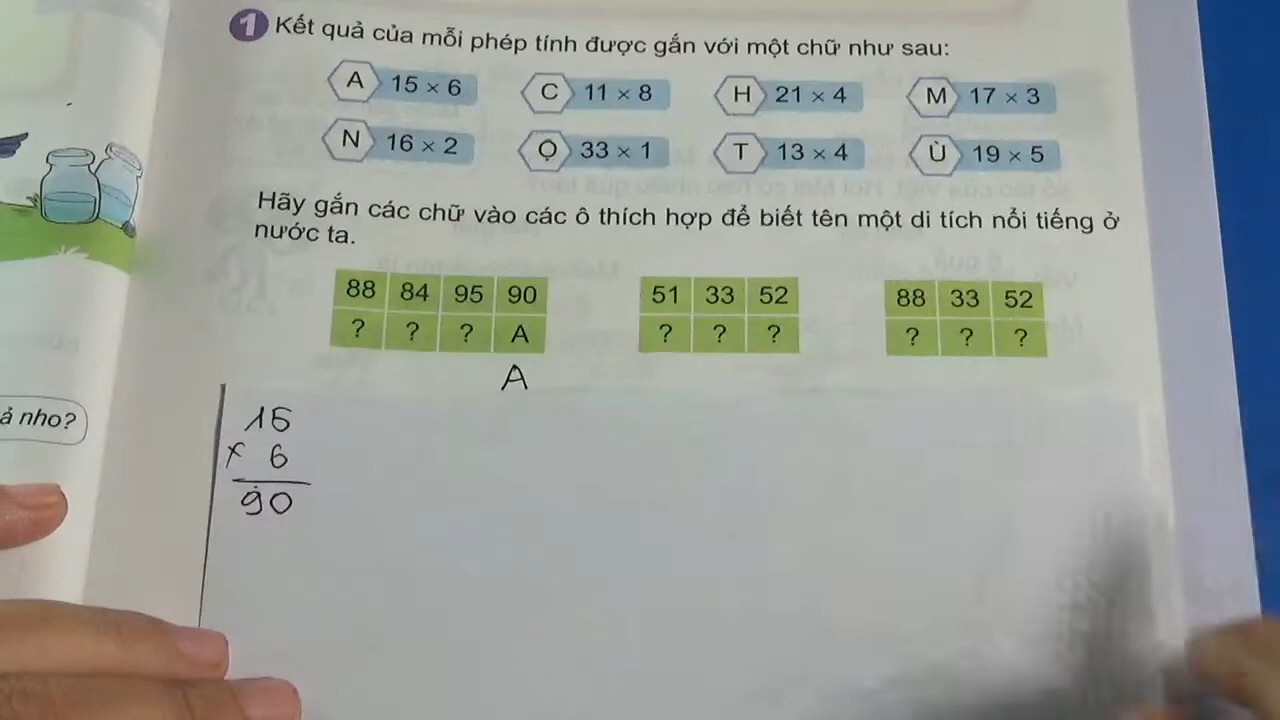 1 Kết quả của mỗi phép tính được gắn với một chữ như sau:
A 15 × 6 C 11 × 8 H 21 × 4 M 17 × 3
N 16 × 2 Ọ 33 × 1 T 13 × 4 Ù 19 × 5
Hãy gắn các chữ vào các ô thích hợp để biết tên một di tích nổi tiếng ở
nước ta.
88 84 95 90 51 33 52 88 33 52
? ? ? A ? ? ? ? ? ?
A
ả nho?
15
× 6
90